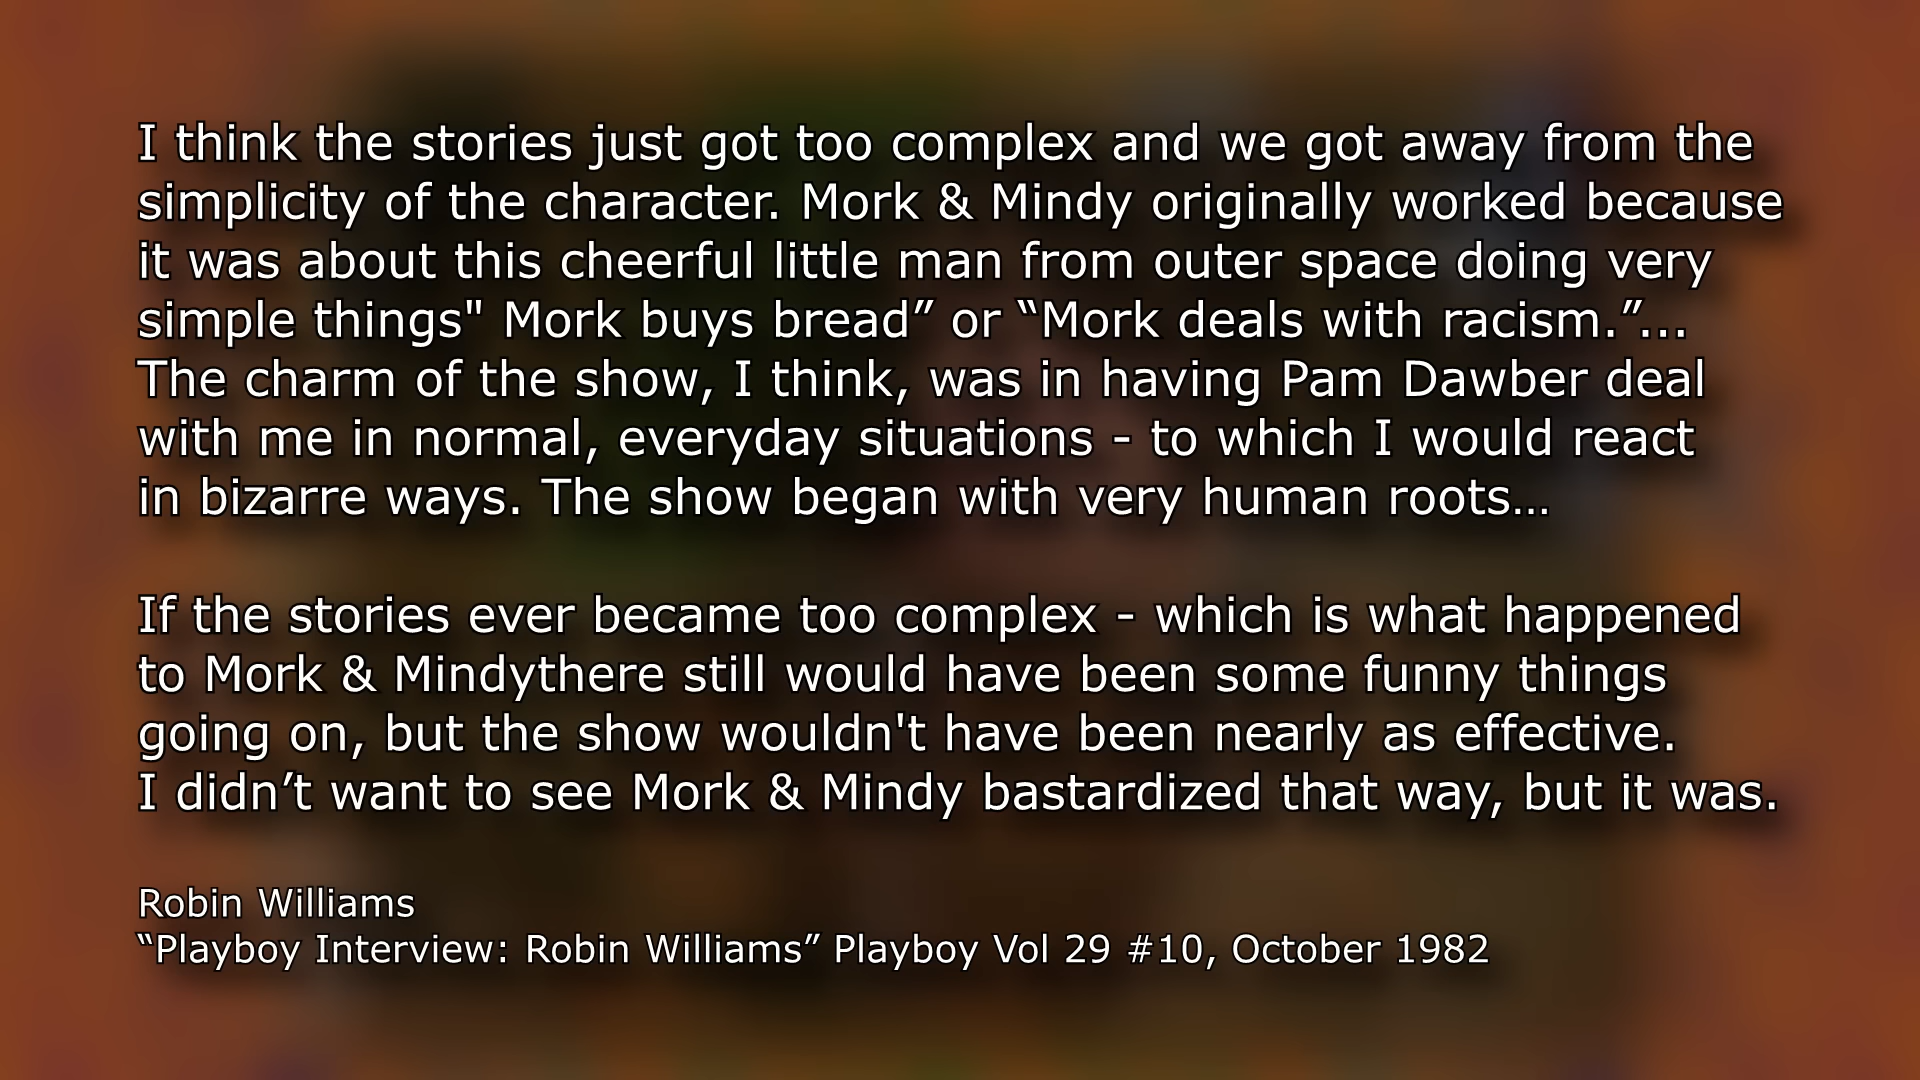 I think the stories just got too complex and we got away from the
simplicity of the character. Mork & Mindy originally worked because
it was about this cheerful little man from outer space doing very
simple things" Mork buys bread” or “Mork deals with racism.”...
The charm of the show, I think, was in having Pam Dawber deal
with me in normal, everyday situations - to which I would react
in bizarre ways. The show began with very human roots…
If the stories ever became too complex - which is what happened
to Mork & Mindythere still would have been some funny things
going on, but the show wouldn't have been nearly as effective.
I didn’t want to see Mork & Mindy bastardized that way, but it was.
Robin Williams
“Playboy Interview: Robin Williams” Playboy Vol 29 #10, October 1982